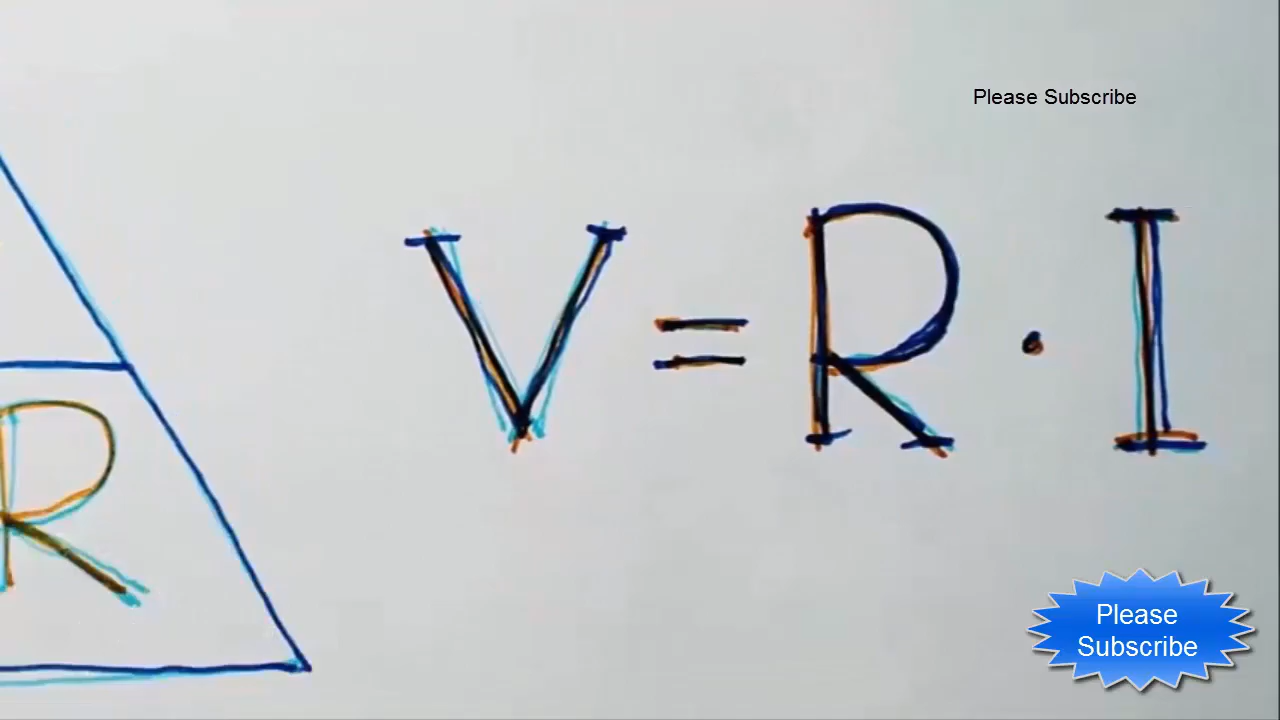 Please Subscribe
V = R · I
R
Please
Subscribe